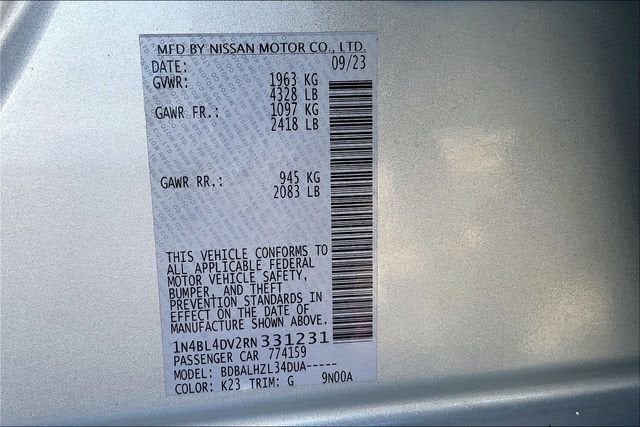 MFD BY NISSAN MOTOR CO., LTD.
DATE: 09/23
GVWR: 1963 KG
4328 LB
GAWR FR.: 1097 KG
2418 LB
GAWR RR.: 945 KG
2083 LB
THIS VEHICLE CONFORMS TO
ALL APPLICABLE FEDERAL
MOTOR VEHICLE SAFETY,
BUMPER, AND THEFT
PREVENTION STANDARDS IN
EFFECT ON THE DATE OF
MANUFACTURE SHOWN ABOVE.
1N4BL4DV2RN331231
PASSENGER CAR 774159
MODEL: BDBALHZL34DUA-----
COLOR: K23 TRIM: G 9N00A